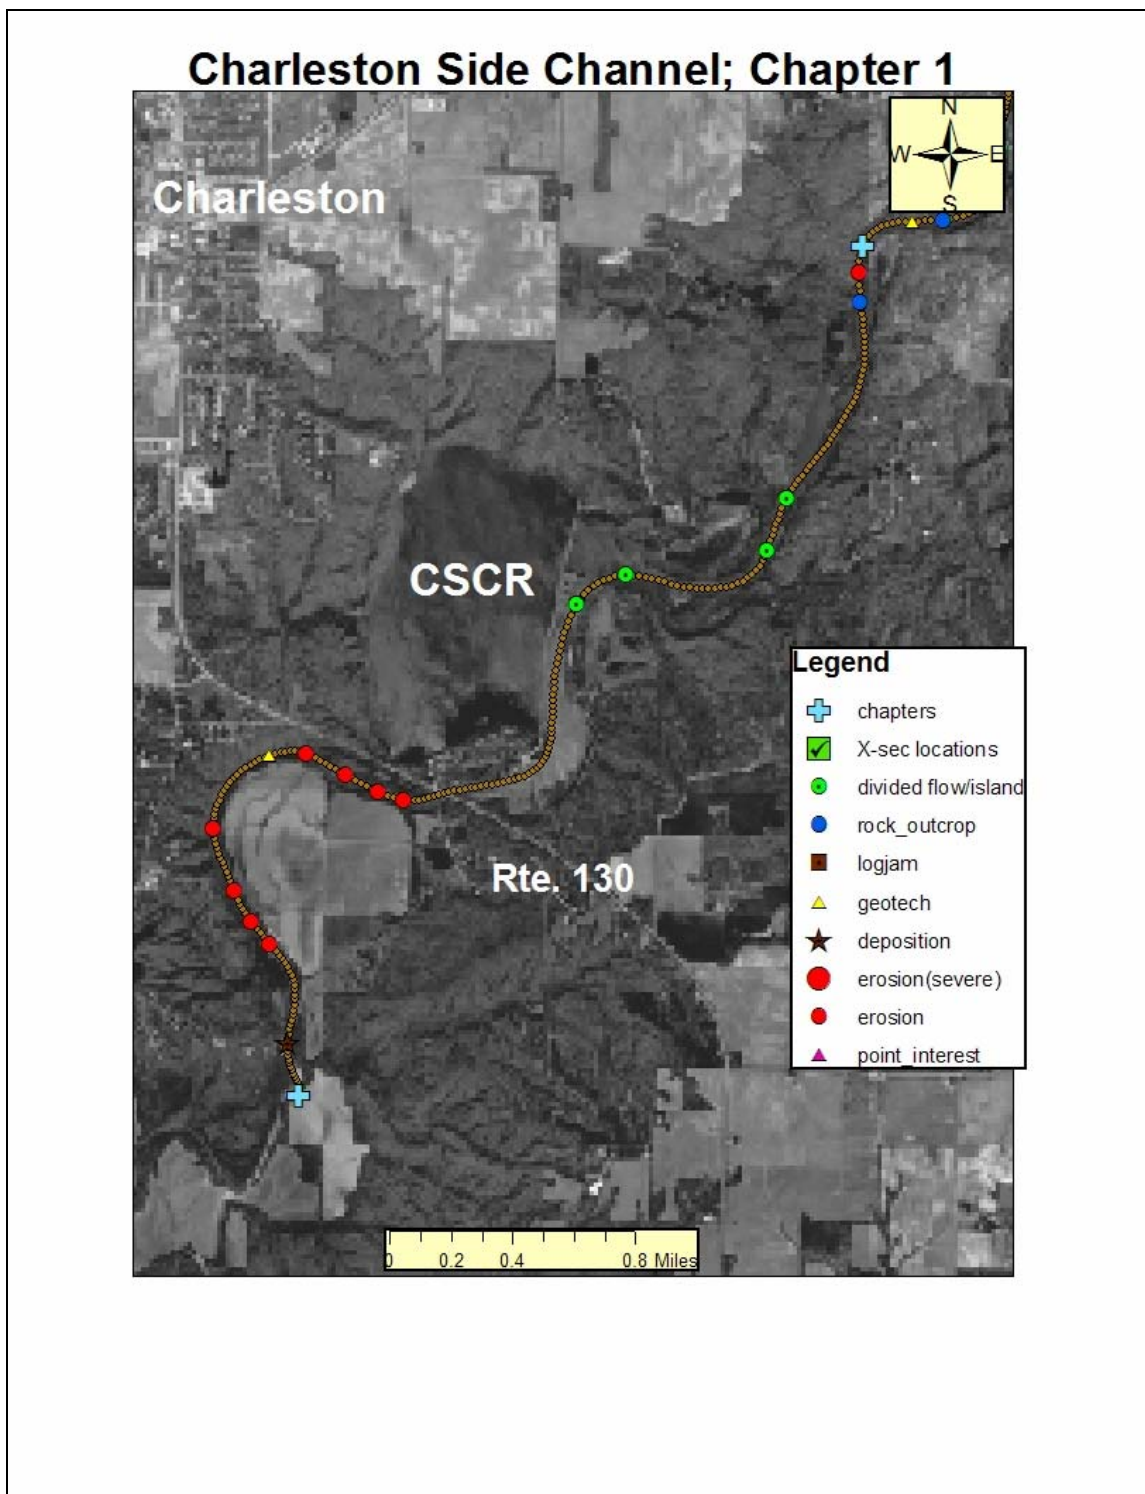 Charleston Side Channel; Chapter 1
N
W E
S
Charleston
CSCR
Legend
chapters
X-sec locations
divided flow/island
rock_outcrop
logjam
geotech
deposition
erosion(severe)
erosion
point_interest
Rte. 130
0 0.2 0.4 0.8 Miles